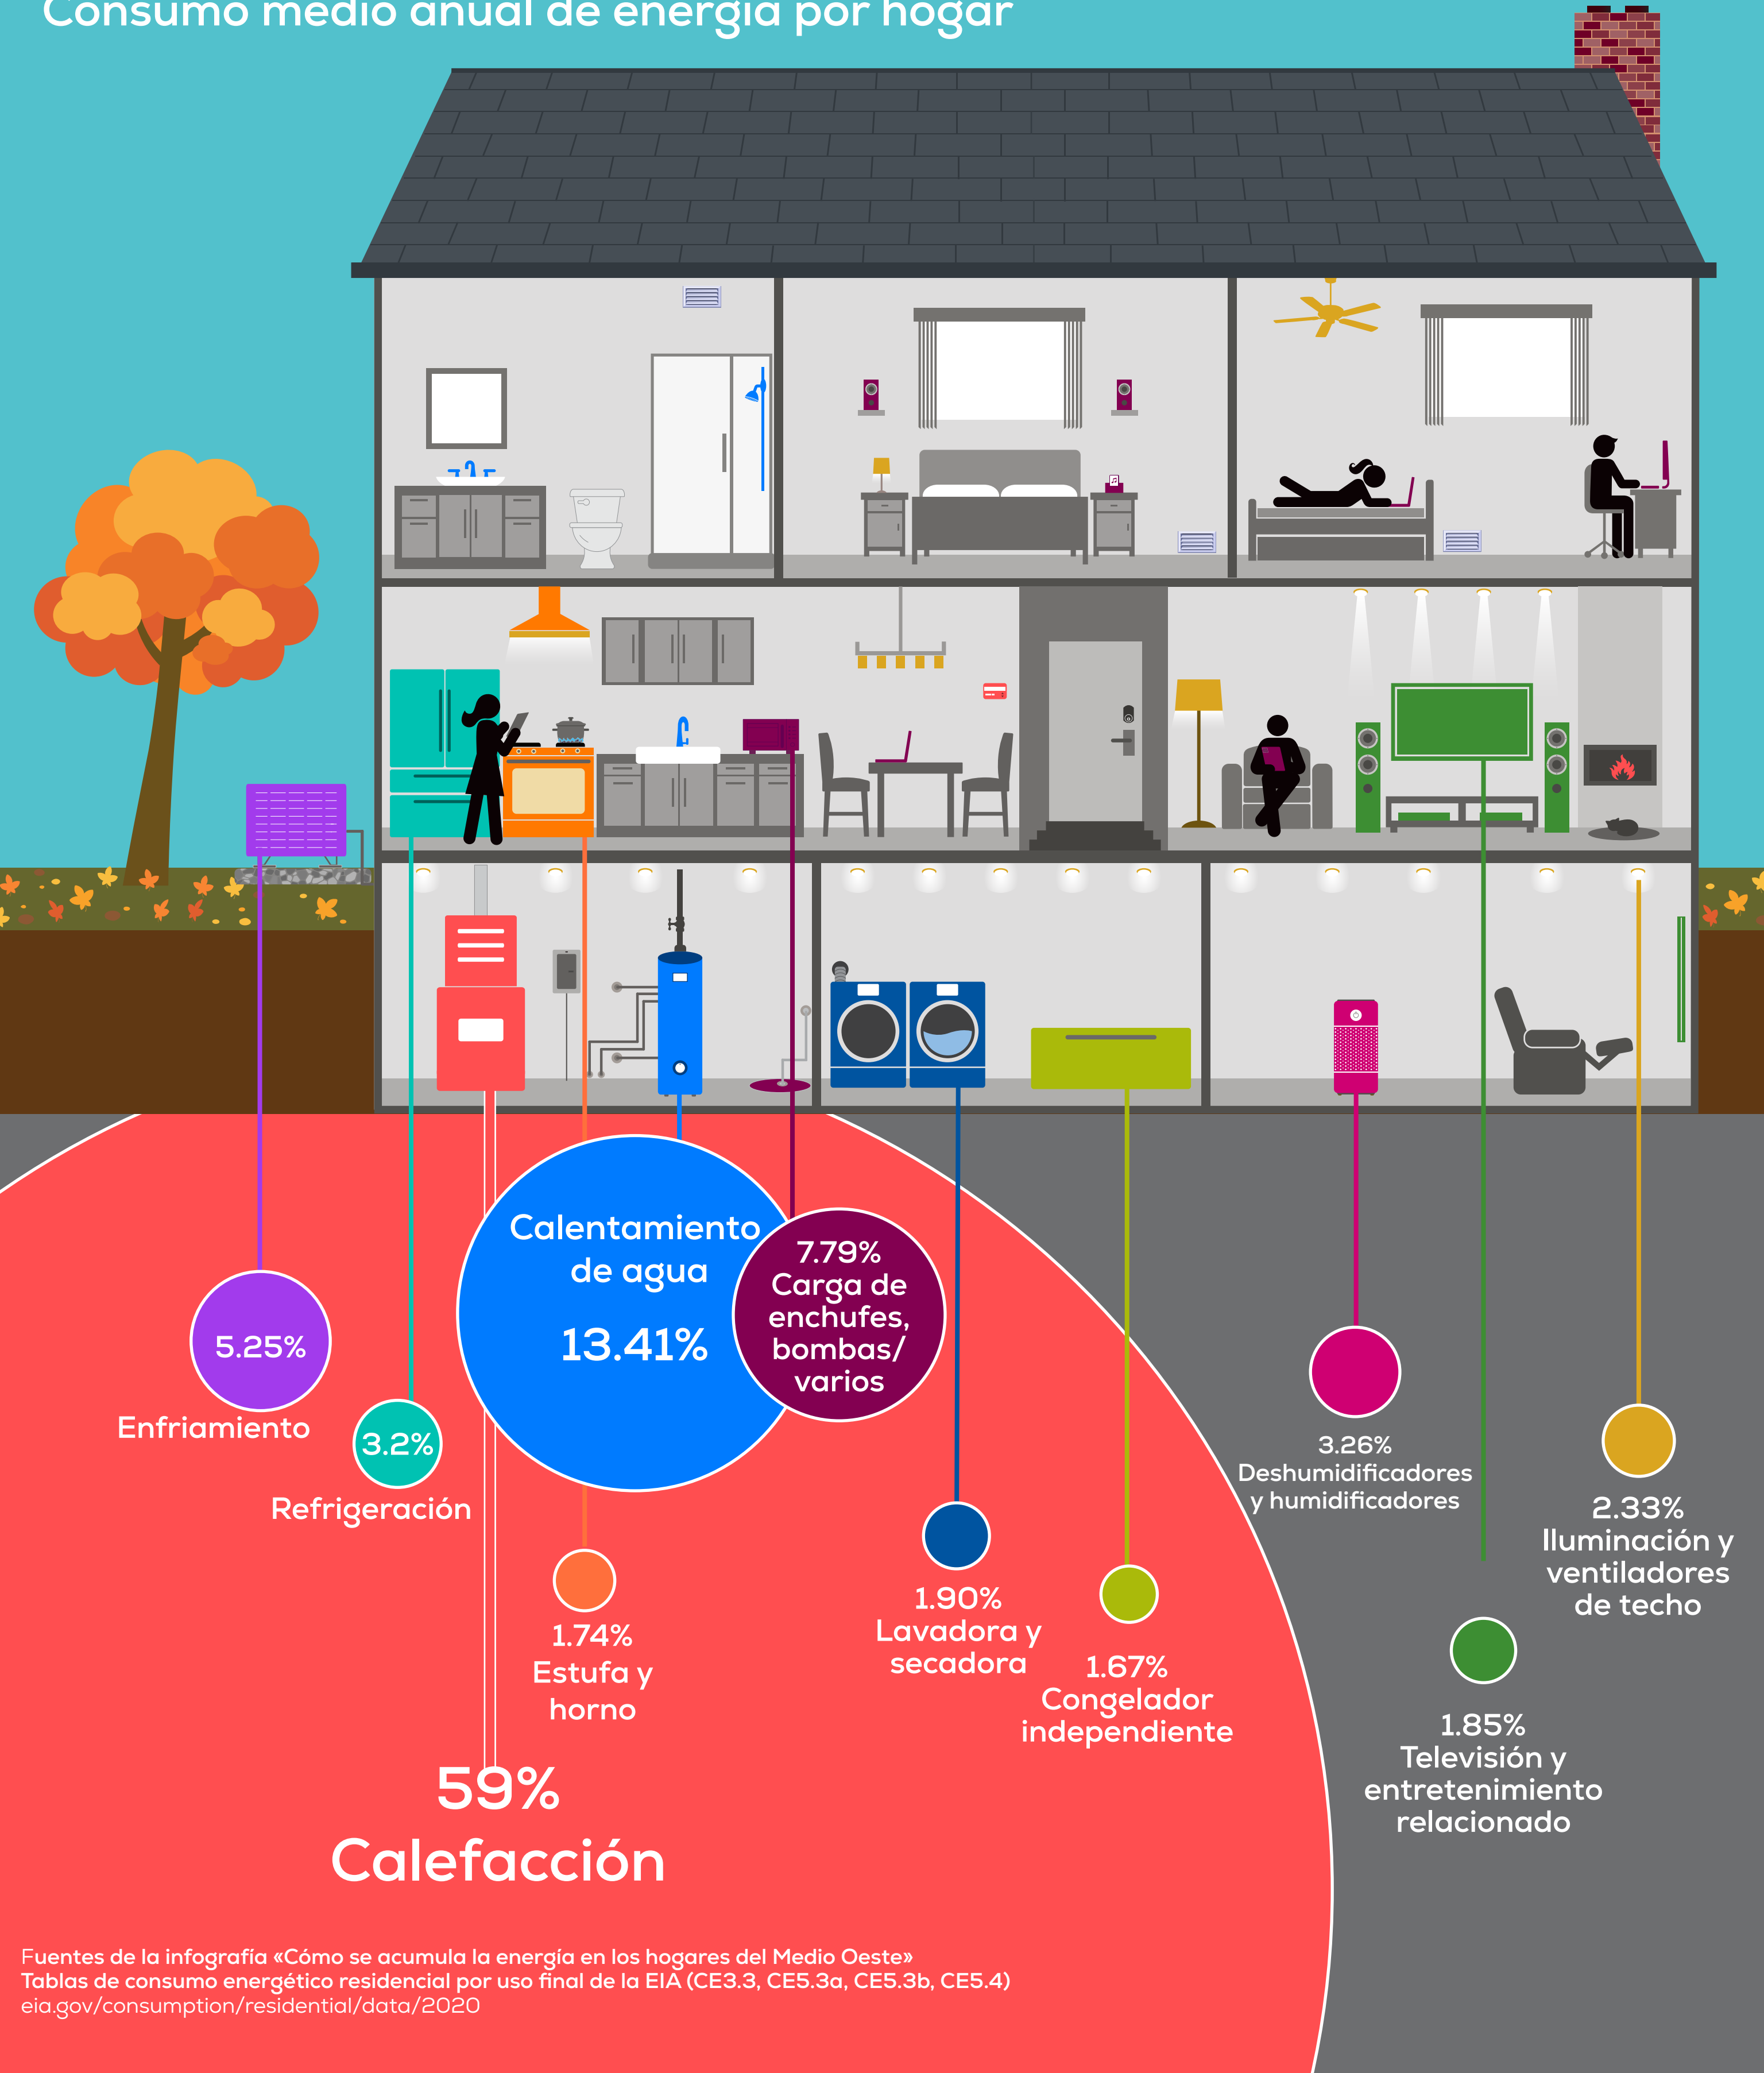 Consumo medio anual de energía por hogar
Calentamiento
de agua
13.41%
7.79%
Carga de
enchufes,
bombas/
varios
5.25%
Enfriamiento
3.2%
Refrigeración
3.26%
Deshumidificadores
y humidificadores
2.33%
Iluminación y
ventiladores
de techo
1.74%
Estufa y
horno
1.90%
Lavadora y
secadora
1.67%
Congelador
independiente
1.85%
Televisión y
entretenimiento
relacionado
59%
Calefacción
Fuentes de la infografía «Cómo se acumula la energía en los hogares del Medio Oeste»
Tablas de consumo energético residencial por uso final de la EIA (CE3.3, CE5.3a, CE5.3b, CE5.4)
eia.gov/consumption/residential/data/2020